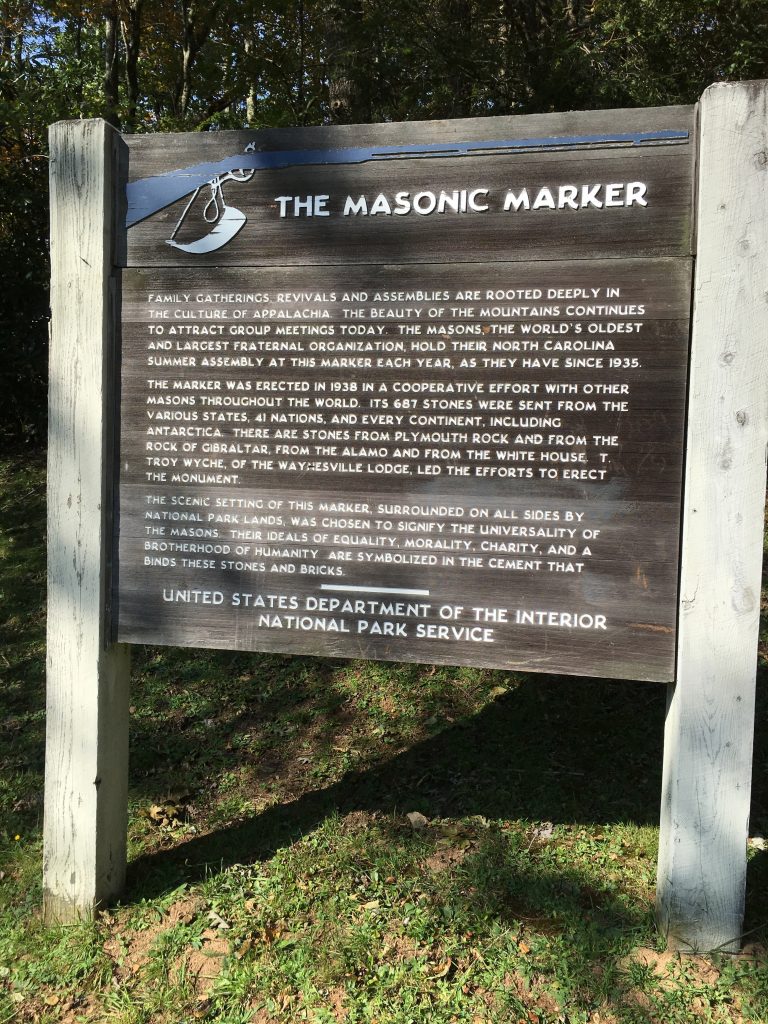 THE MASONIC MARKER
FAMILY GATHERINGS, REVIVALS AND ASSEMBLIES ARE ROOTED DEEPLY IN
THE CULTURE OF APPALACHIA. THE BEAUTY OF THE MOUNTAINS CONTINUES
TO ATTRACT GROUP MEETINGS TODAY. THE MASONS, THE WORLD'S OLDEST
AND LARGEST FRATERNAL ORGANIZATION, HOLD THEIR NORTH CAROLINA
SUMMER ASSEMBLY AT THIS MARKER EACH YEAR, AS THEY HAVE SINCE 1935.
THE MARKER WAS ERECTED IN 1938 IN A COOPERATIVE EFFORT WITH OTHER
MASONS THROUGHOUT THE WORLD. ITS 687 STONES WERE SENT FROM THE
VARIOUS STATES, 41 NATIONS, AND EVERY CONTINENT, INCLUDING
ANTARCTICA. THERE ARE STONES FROM PLYMOUTH ROCK AND FROM THE
ROCK OF GIBRALTAR, FROM THE ALAMO AND FROM THE WHITE HOUSE. T.
TROY WYCHE, OF THE WAYNESVILLE LODGE, LED THE EFFORTS TO ERECT
THE MONUMENT.
THE SCENIC SETTING OF THIS MARKER, SURROUNDED ON ALL SIDES BY
NATIONAL PARK LANDS, WAS CHOSEN TO SIGNIFY THE UNIVERSALITY OF
THE MASONS. THEIR IDEALS OF EQUALITY, MORALITY, CHARITY, AND A
BROTHERHOOD OF HUMANITY ARE SYMBOLIZED IN THE CEMENT THAT
BINDS THESE STONES AND BRICKS.
UNITED STATES DEPARTMENT OF THE INTERIOR
NATIONAL PARK SERVICE